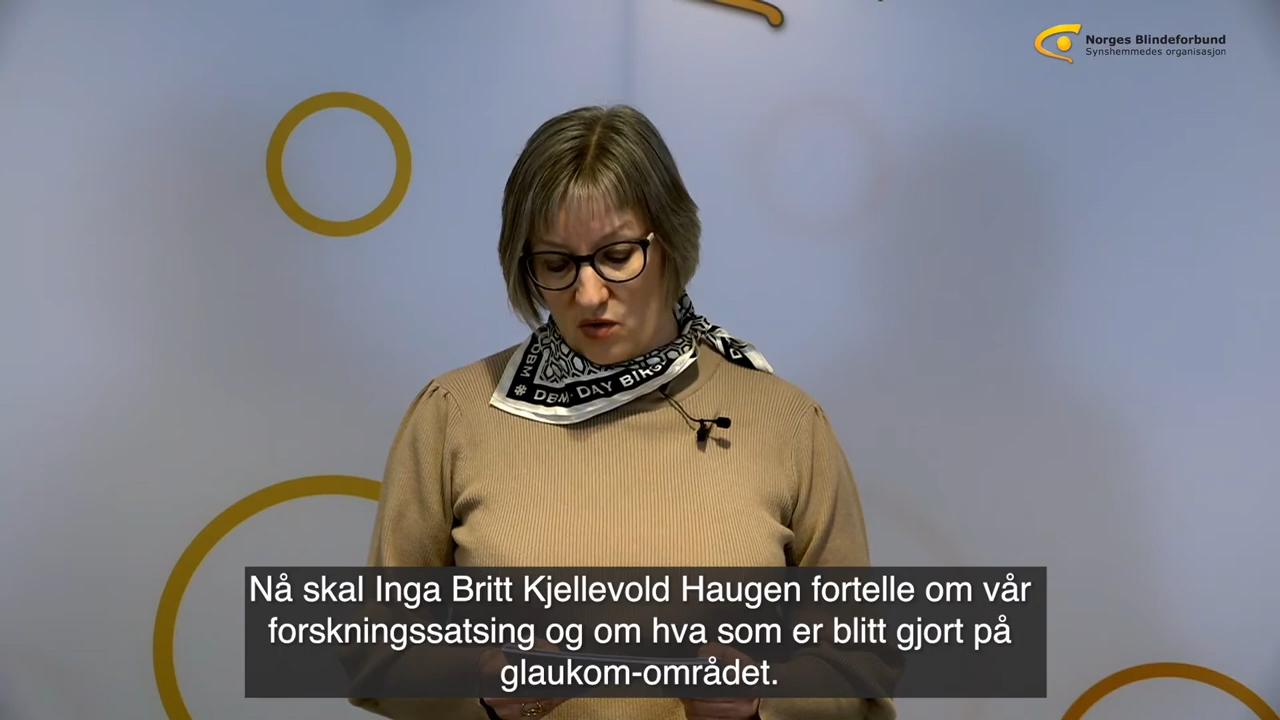 Norges Blindeforbund
Synshemmedes organisasjon
DBM
DAY BIR
Nå skal Inga Britt Kjellevold Haugen fortelle om vår
forskningssatsing og om hva som er blitt gjort på
glaukom-området.